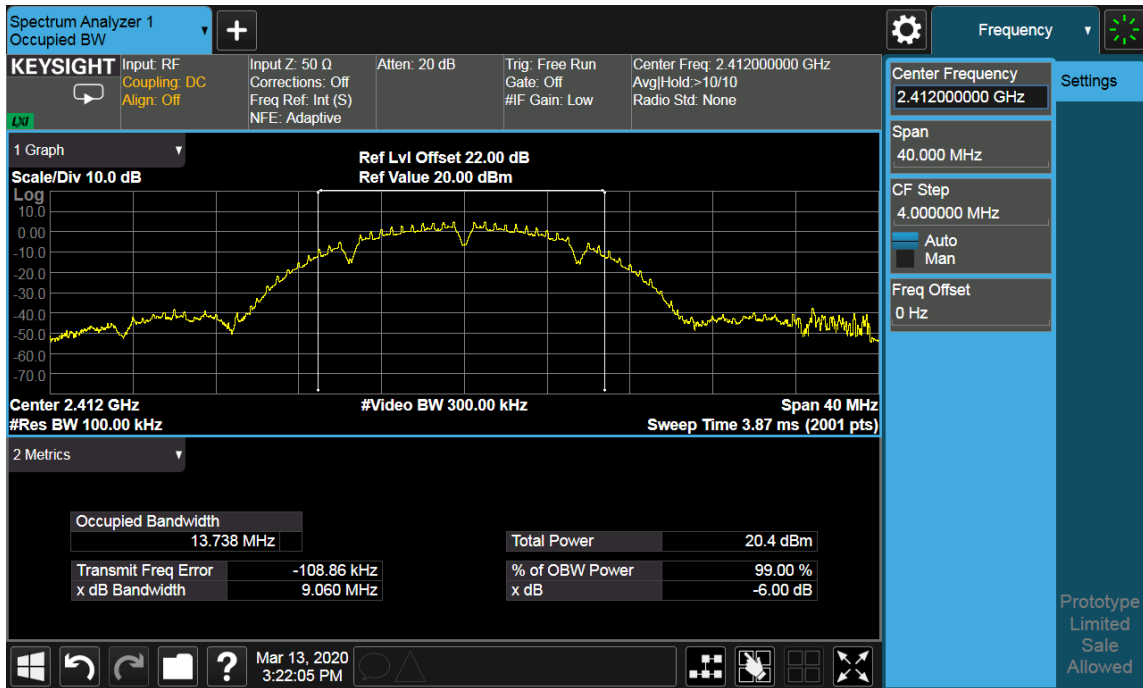 Spectrum Analyzer 1
Occupied BW
Frequency
KEYSIGHT
LXI
Input: RF
Coupling: DC
Align: Off
Input Z: 50 Ω
Corrections: Off
Freq Ref: Int (S)
NFE: Adaptive
Atten: 20 dB
Trig: Free Run
Gate: Off
#IF Gain: Low
Center Freq: 2.412000000 GHz
Avg|Hold:>10/10
Radio Std: None
Center Frequency
2.412000000 GHz
Settings
Span
40.000 MHz
CF Step
4.000000 MHz
Auto
Man
Freq Offset
0 Hz
1 Graph
Scale/Div 10.0 dB
Ref Lvl Offset 22.00 dB
Ref Value 20.00 dBm
Log
10.0
0.00
-10.0
-20.0
-30.0
-40.0
-50.0
-60.0
-70.0
Center 2.412 GHz
#Video BW 300.00 kHz
Span 40 MHz
#Res BW 100.00 kHz
Sweep Time 3.87 ms (2001 pts)
2 Metrics
Occupied Bandwidth
13.738 MHz
Total Power 20.4 dBm
Transmit Freq Error -108.86 kHz
% of OBW Power 99.00 %
x dB Bandwidth 9.060 MHz
x dB -6.00 dB
Prototype
Limited
Sale
Allowed
?
Mar 13, 2020
3:22:05 PM